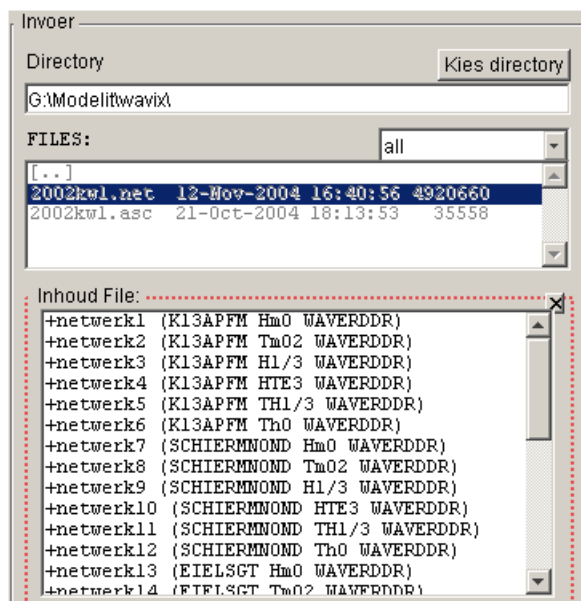 Invoer
Directory Kies directory
G:\Modelit\wavix\
FILES: all
[..]
2002kwl.net 12-Nov-2004 16:40:56 4920660
2002kwl.asc 21-Oct-2004 18:13:53 35558
Inhoud File:
+netwerk1 (K13APFM Hm0 WAVERDDR)
+netwerk2 (K13APFM Tm02 WAVERDDR)
+netwerk3 (K13APFM H1/3 WAVERDDR)
+netwerk4 (K13APFM HTE3 WAVERDDR)
+netwerk5 (K13APFM TH1/3 WAVERDDR)
+netwerk6 (K13APFM Th0 WAVERDDR)
+netwerk7 (SCHIERMNOND Hm0 WAVERDDR)
+netwerk8 (SCHIERMNOND Tm02 WAVERDDR)
+netwerk9 (SCHIERMNOND H1/3 WAVERDDR)
+netwerk10 (SCHIERMNOND HTE3 WAVERDDR)
+netwerk11 (SCHIERMNOND TH1/3 WAVERDDR)
+netwerk12 (SCHIERMNOND Th0 WAVERDDR)
+netwerk13 (EIELSGT Hm0 WAVERDDR)
+netwerk14 (EIELSGT Tm02 WAVERDDR)